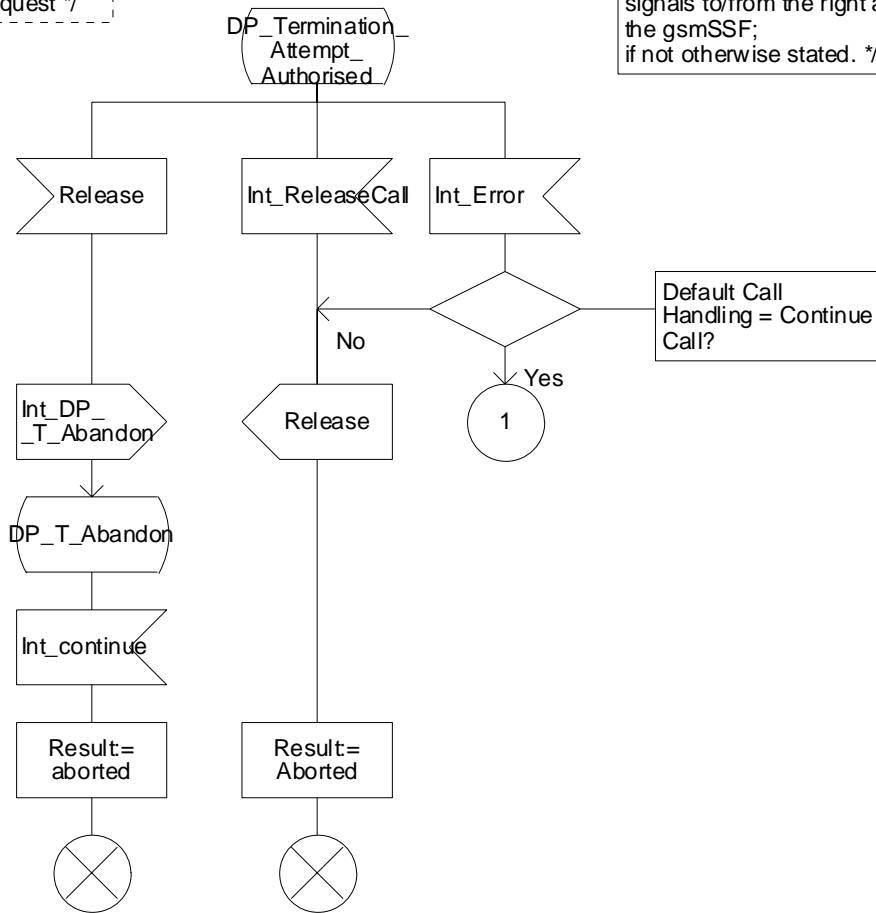 quest */
signals to/from the right a
the gsmSSF;
if not otherwise stated. */
DP_Termination_
Attempt_
Authorised
Release
Int_ReleaseCall
Int_Error
Default Call
Handling = Continue
Call?
No
Yes
Int_DP_
_T_Abandon
Release
1
DP_T_Abandon
Int_continue
Result:=
aborted
Result:=
Aborted